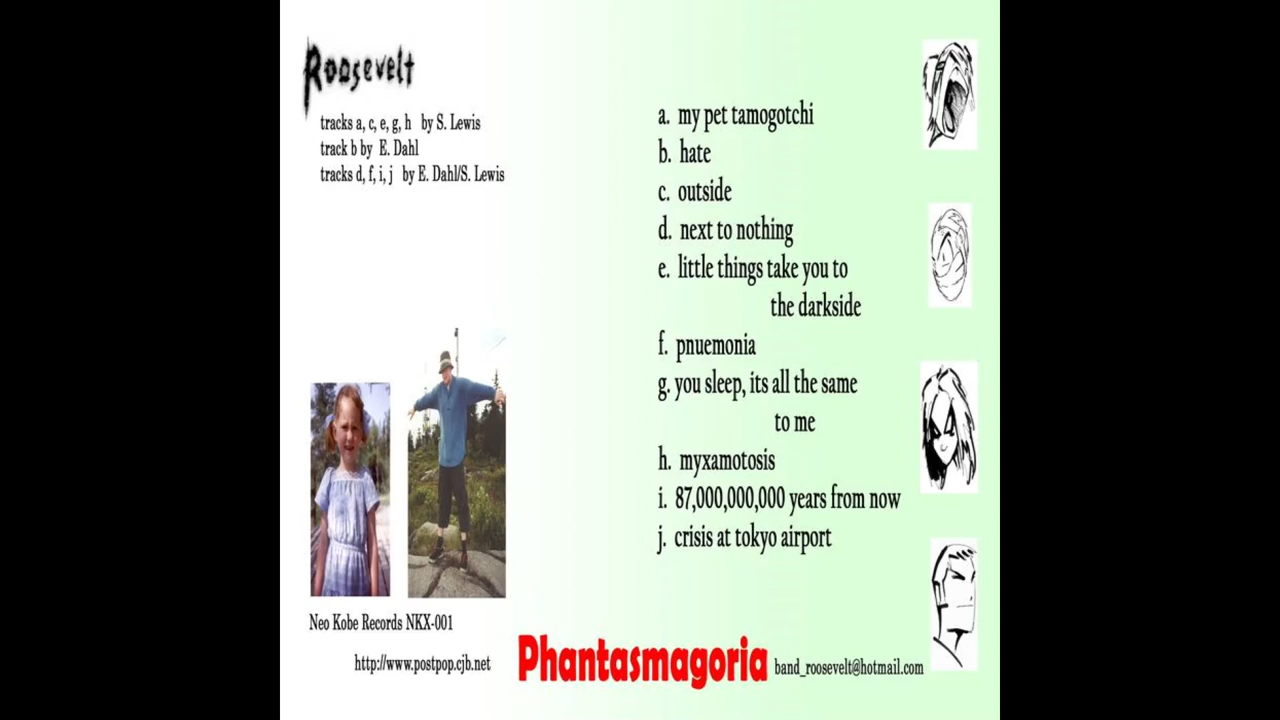 Roosevelt
tracks a, c, e, g, h by S. Lewis
track b by E. Dahl
tracks d, f, i, j by E. Dahl/S. Lewis
a. my pet tamogotchi
b. hate
c. outside
d. next to nothing
e. little things take you to
the darkside
f. pnuemonia
g. you sleep, its all the same
to me
h. myxamotosis
i. 87,000,000,000 years from now
j. crisis at tokyo airport
Neo Kobe Records NKX-001
http://www.postpop.cjb.net
Phantasmagoria
band_roosevelt@hotmail.com